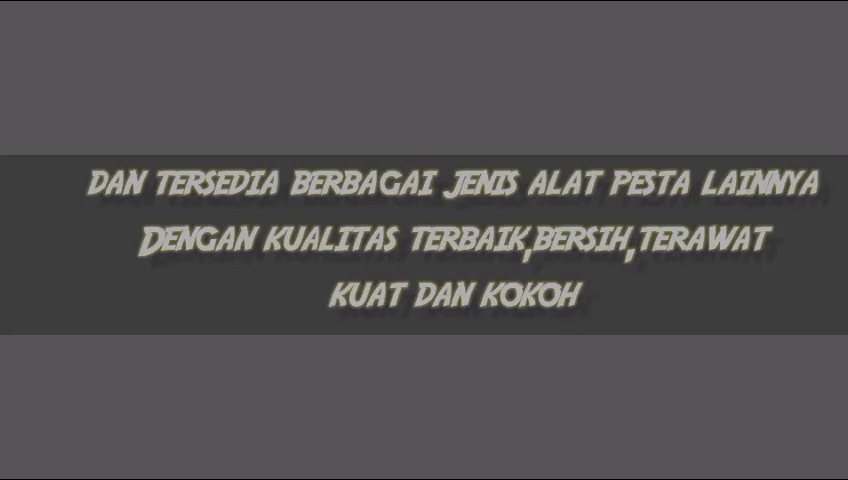 DAN TERSEDIA BERBAGAI JENIS ALAT PESTA LAINNYA
DENGAN KUALITAS TERBAIK,BERSIH,TERAWAT
KUAT DAN KOKOH